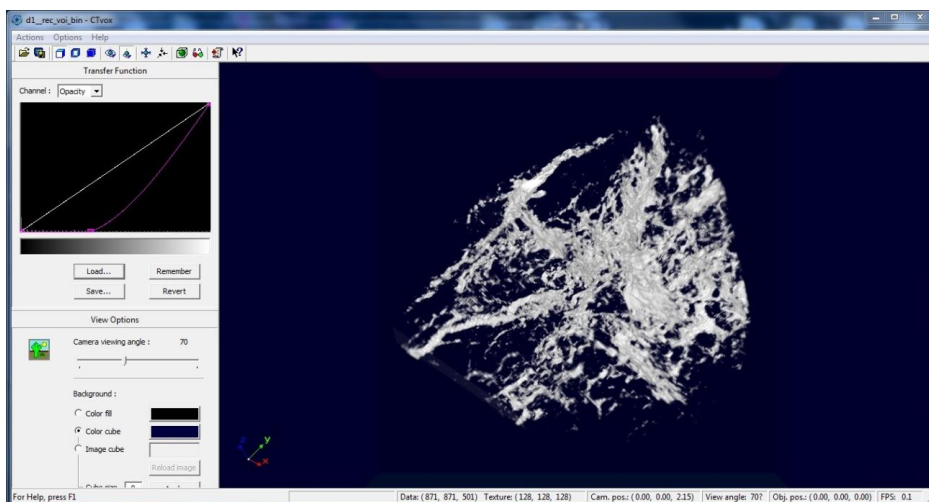 d1__rec_voi_bin - CTvox
Actions Options Help
Transfer Function
Channel : Opacity
Load... Remember
Save... Revert
View Options
Camera viewing angle : 70
Background :
Color fill
Color cube
Image cube
Reload image
For Help, press F1 Data: (871, 871, 501) Texture: (128, 128, 128) Cam. pos.: (0.00, 0.00, 2.15) View angle: 70? Obj. pos.: (0.00, 0.00, 0.00) FPS: 0.1